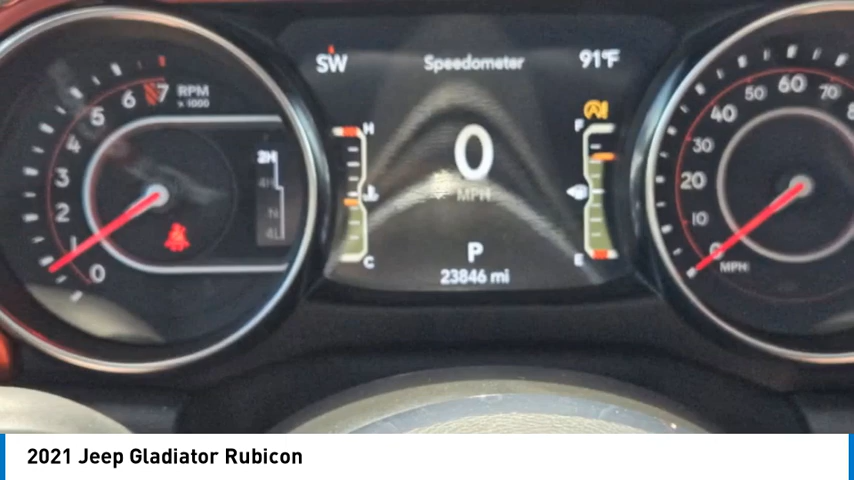 SW Speedometer 91°F
7 RPM x 1000
6
5
4
3
2
1
0
2H
4H
N
4L
H
C
0
MPH
P
23846 mi
F
E
0
10
20
30
40
50
60
70
8
MPH
2021 Jeep Gladiator Rubicon